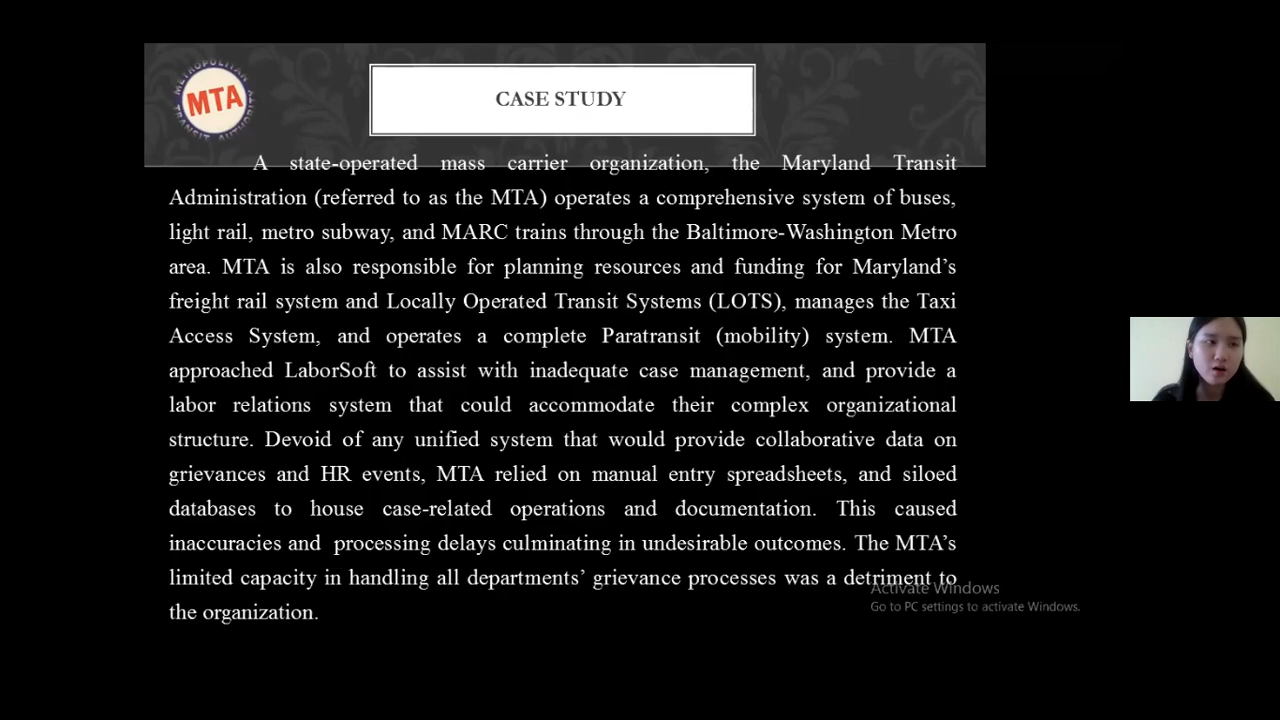 METROPOLITAN
MTA
TRANSIT AUTHORITY
CASE STUDY
A state-operated mass carrier organization, the Maryland Transit
Administration (referred to as the MTA) operates a comprehensive system of buses,
light rail, metro subway, and MARC trains through the Baltimore-Washington Metro
area. MTA is also responsible for planning resources and funding for Maryland’s
freight rail system and Locally Operated Transit Systems (LOTS), manages the Taxi
Access System, and operates a complete Paratransit (mobility) system. MTA
approached LaborSoft to assist with inadequate case management, and provide a
labor relations system that could accommodate their complex organizational
structure. Devoid of any unified system that would provide collaborative data on
grievances and HR events, MTA relied on manual entry spreadsheets, and siloed
databases to house case-related operations and documentation. This caused
inaccuracies and processing delays culminating in undesirable outcomes. The MTA’s
limited capacity in handling all departments’ grievance processes was a detriment to
the organization.
Activate Windows
Go to PC settings to activate Windows.